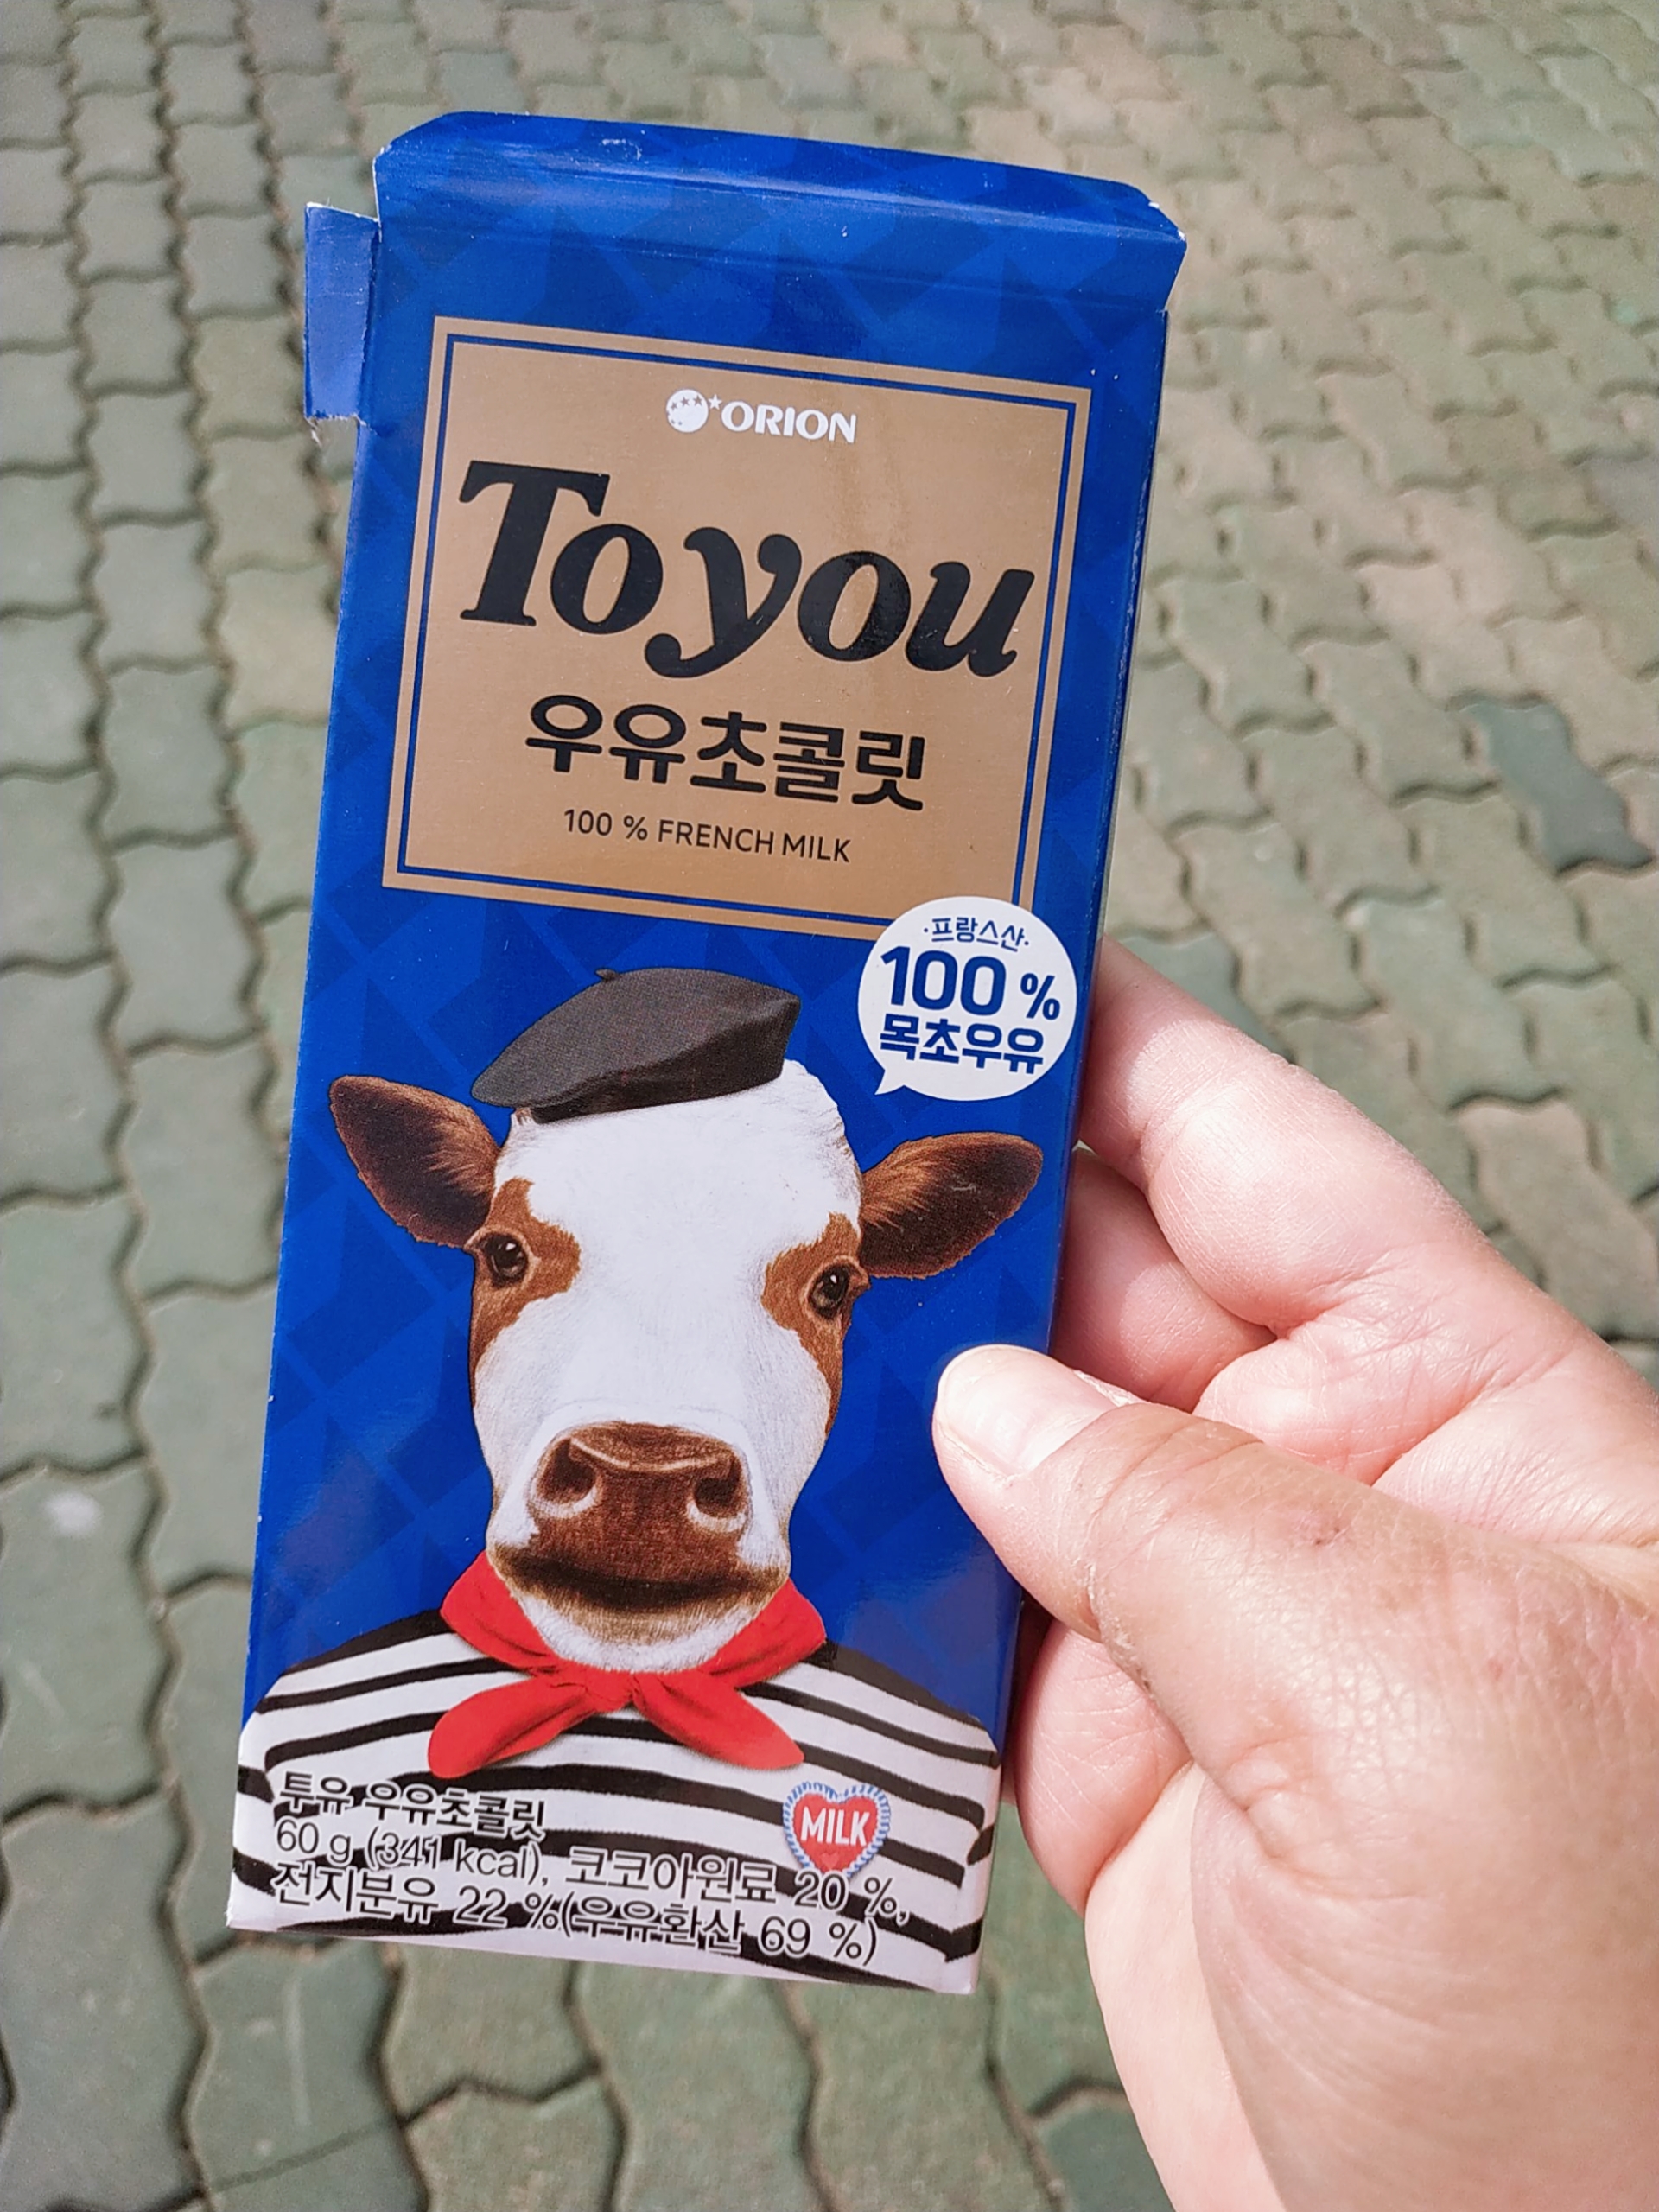 ORION
To you
우유초콜릿
100 % FRENCH MILK
·프랑스산·
100 %
목초우유
MILK
투유 우유초콜릿
60 g (341 kcal), 코코아원료 20 %,
전지분유 22 %(우유환산 69 %)